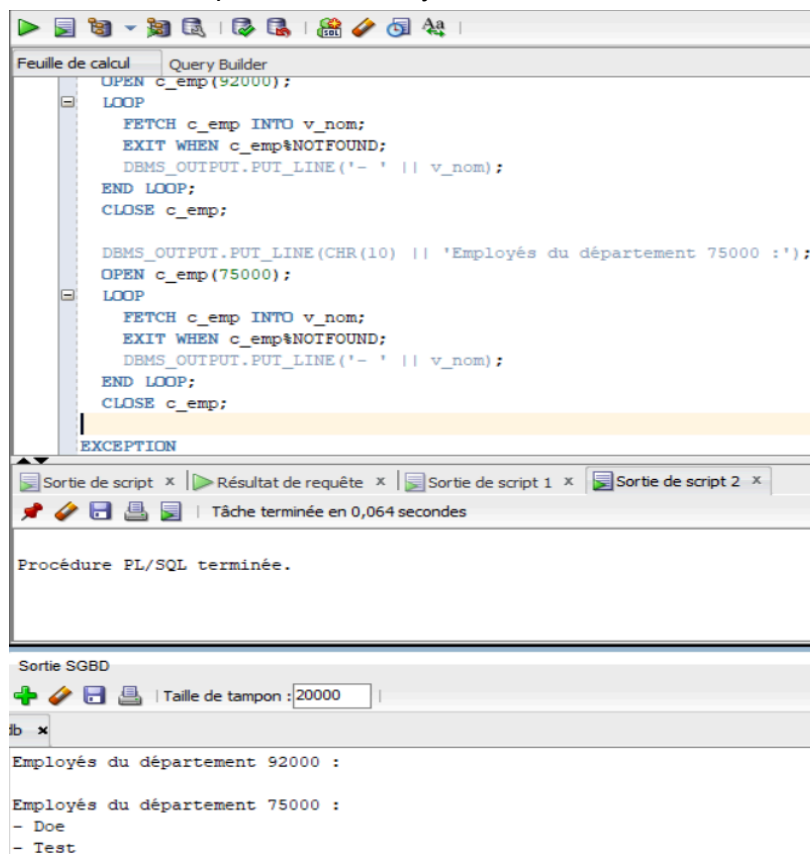 SQL
Aa
Feuille de calcul Query Builder
OPEN c_emp(92000);
LOOP
FETCH c_emp INTO v_nom;
EXIT WHEN c_emp%NOTFOUND;
DBMS_OUTPUT.PUT_LINE('- ' || v_nom);
END LOOP;
CLOSE c_emp;
DBMS_OUTPUT.PUT_LINE(CHR(10) || 'Employés du département 75000 :');
OPEN c_emp(75000);
LOOP
FETCH c_emp INTO v_nom;
EXIT WHEN c_emp%NOTFOUND;
DBMS_OUTPUT.PUT_LINE('- ' || v_nom);
END LOOP;
CLOSE c_emp;
EXCEPTION
Sortie de script x Résultat de requête x Sortie de script 1 x Sortie de script 2 x
Tâche terminée en 0,064 secondes
Procédure PL/SQL terminée.
Sortie SGBD
Taille de tampon : 20000
db x
Employés du département 92000 :
Employés du département 75000 :
- Doe
- Test